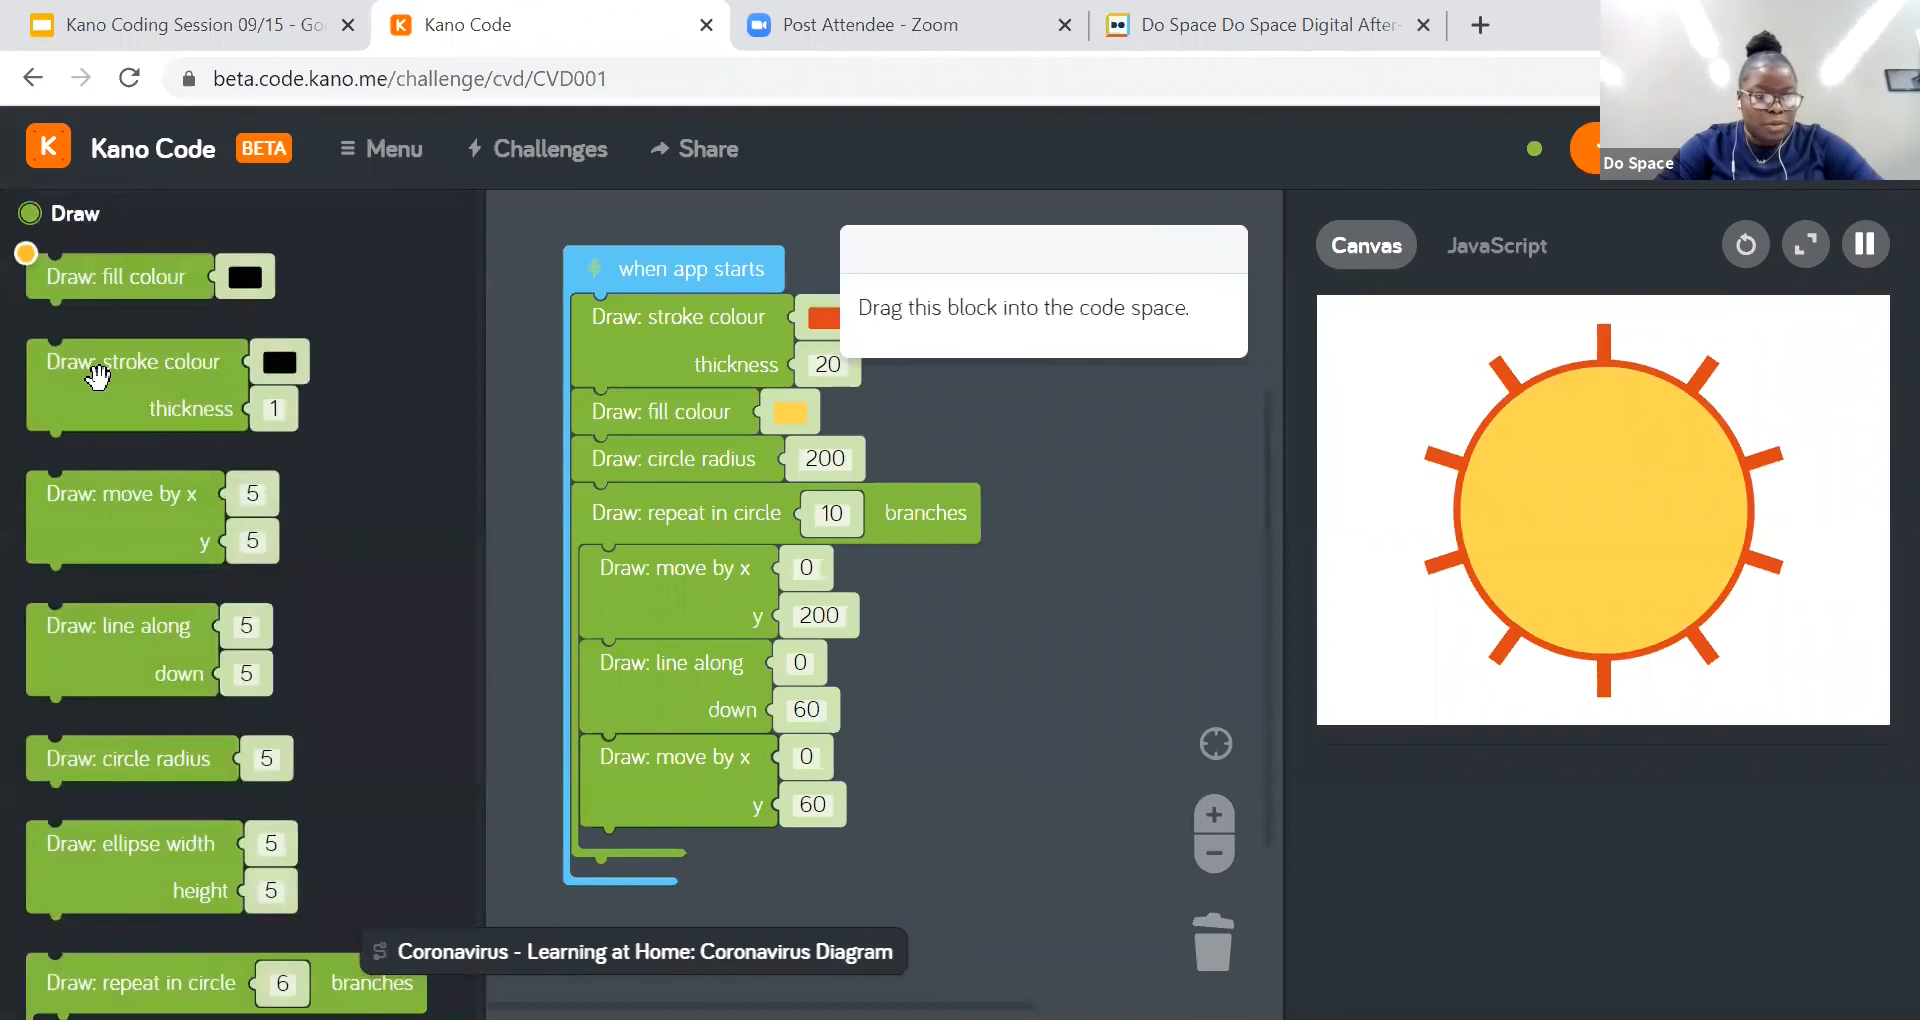 Kano Coding Session 09/15 - Go
Kano Code
Post Attendee - Zoom
Do Space Do Space Digital After-
beta.code.kano.me/challenge/cvd/CVD001
K
Kano Code
BETA
Menu
Challenges
Share
Do Space
Draw
Draw: fill colour
Draw: stroke colour
thickness 1
Draw: move by x 5
y 5
Draw: line along 5
down 5
Draw: circle radius 5
Draw: ellipse width 5
height 5
Draw: repeat in circle 6 branches
when app starts
Draw: stroke colour
thickness 20
Draw: fill colour
Draw: circle radius 200
Draw: repeat in circle 10 branches
Draw: move by x 0
y 200
Draw: line along 0
down 60
Draw: move by x 0
y 60
Drag this block into the code space.
Coronavirus - Learning at Home: Coronavirus Diagram
Canvas
JavaScript